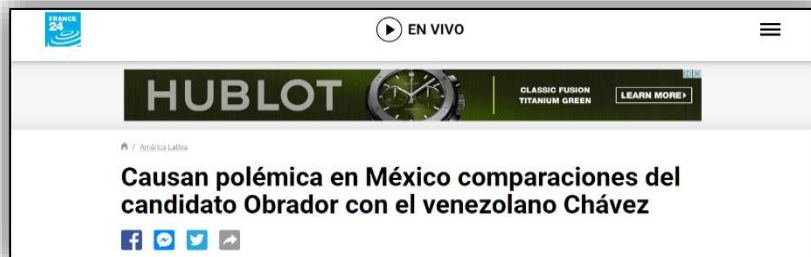 FRANCE
24
EN VIVO
HUBLOT
CLASSIC FUSION
TITANIUM GREEN
LEARN MORE
/ América Latina
Causan polémica en México comparaciones del
candidato Obrador con el venezolano Chávez